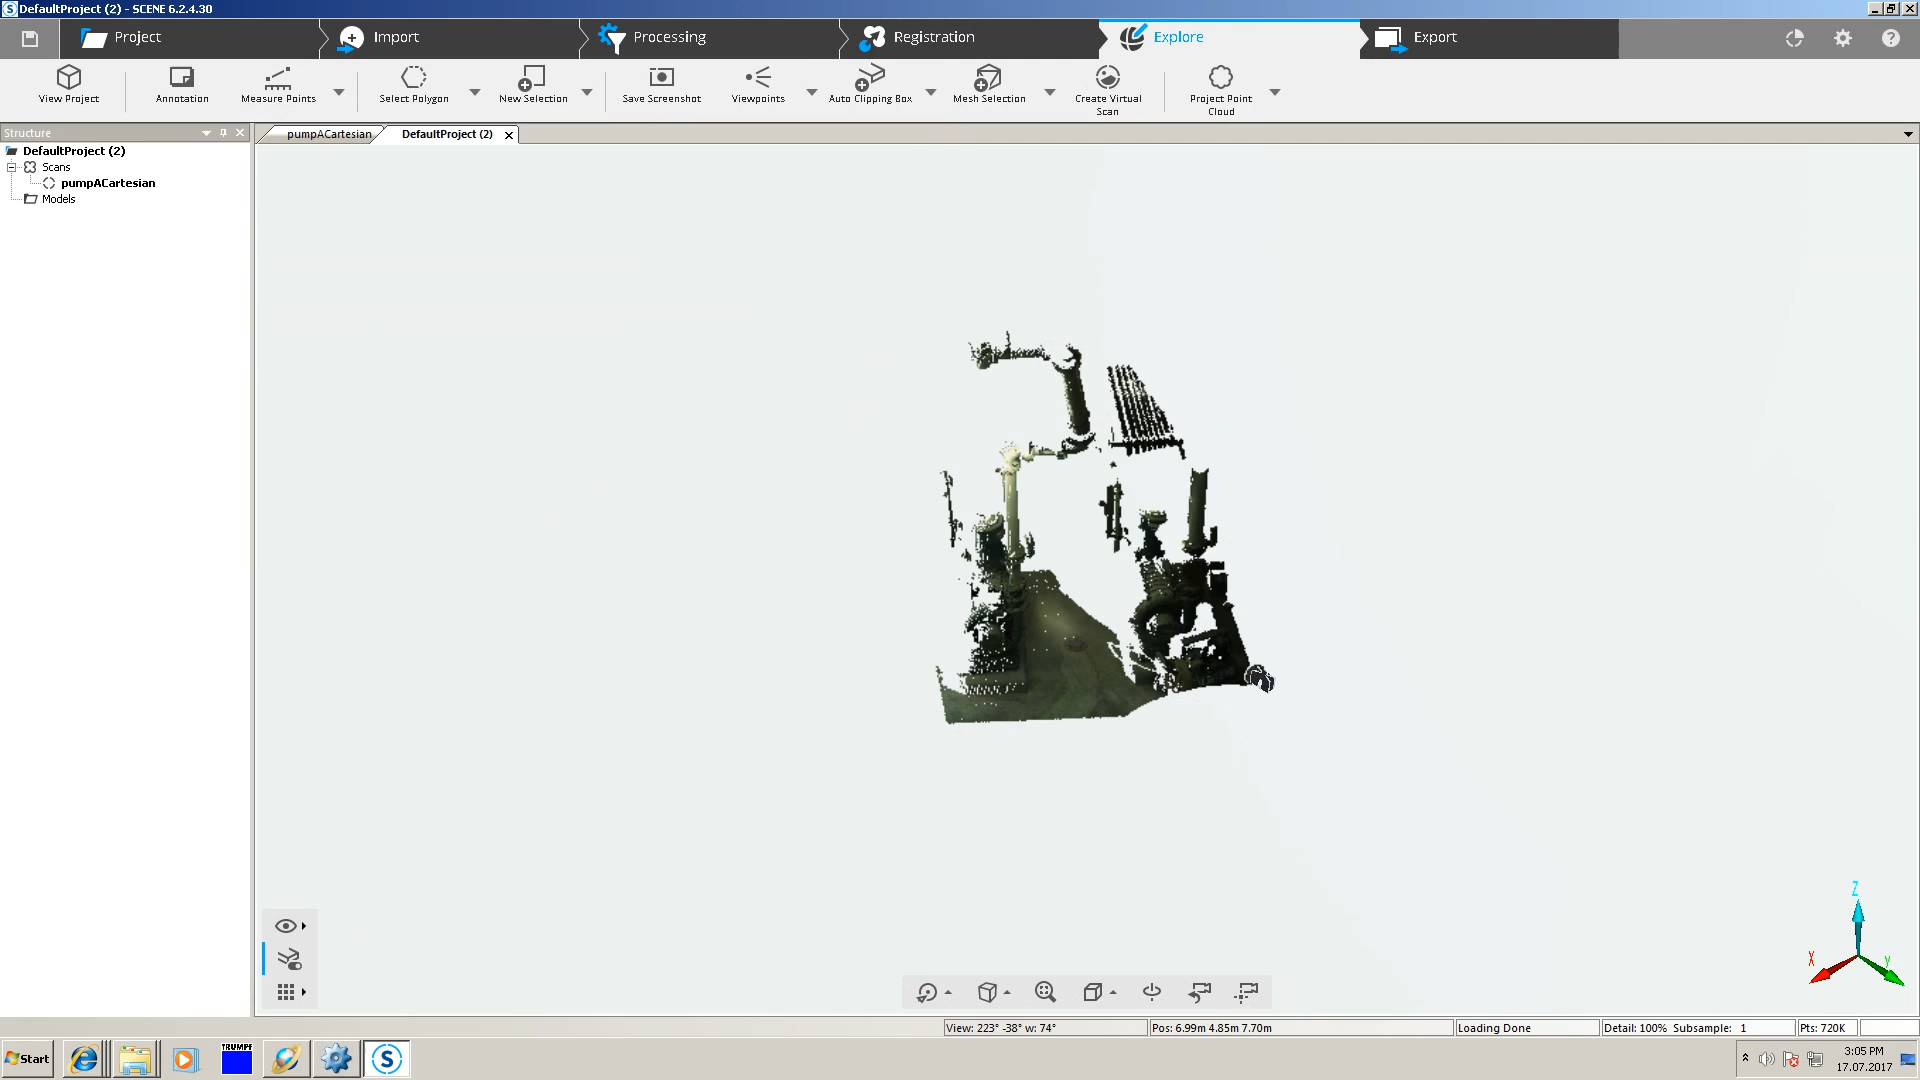 DefaultProject (2) - SCENE 6.2.4.30
Project
Import
Processing
Registration
Explore
Export
View Project
Annotation
Measure Points
Select Polygon
New Selection
Save Screenshot
Viewpoints
Auto Clipping Box
Mesh Selection
Create Virtual
Scan
Project Point
Cloud
Structure
pumpACartesian
DefaultProject (2)
DefaultProject (2)
Scans
pumpACartesian
Models
Z
X
Y
View: 223° -38° w: 74°
Pos: 6.99m 4.85m 7.70m
Loading Done
Detail: 100% Subsample: 1
Pts: 720K
Start
TRUMPF
3:05 PM
17.07.2017